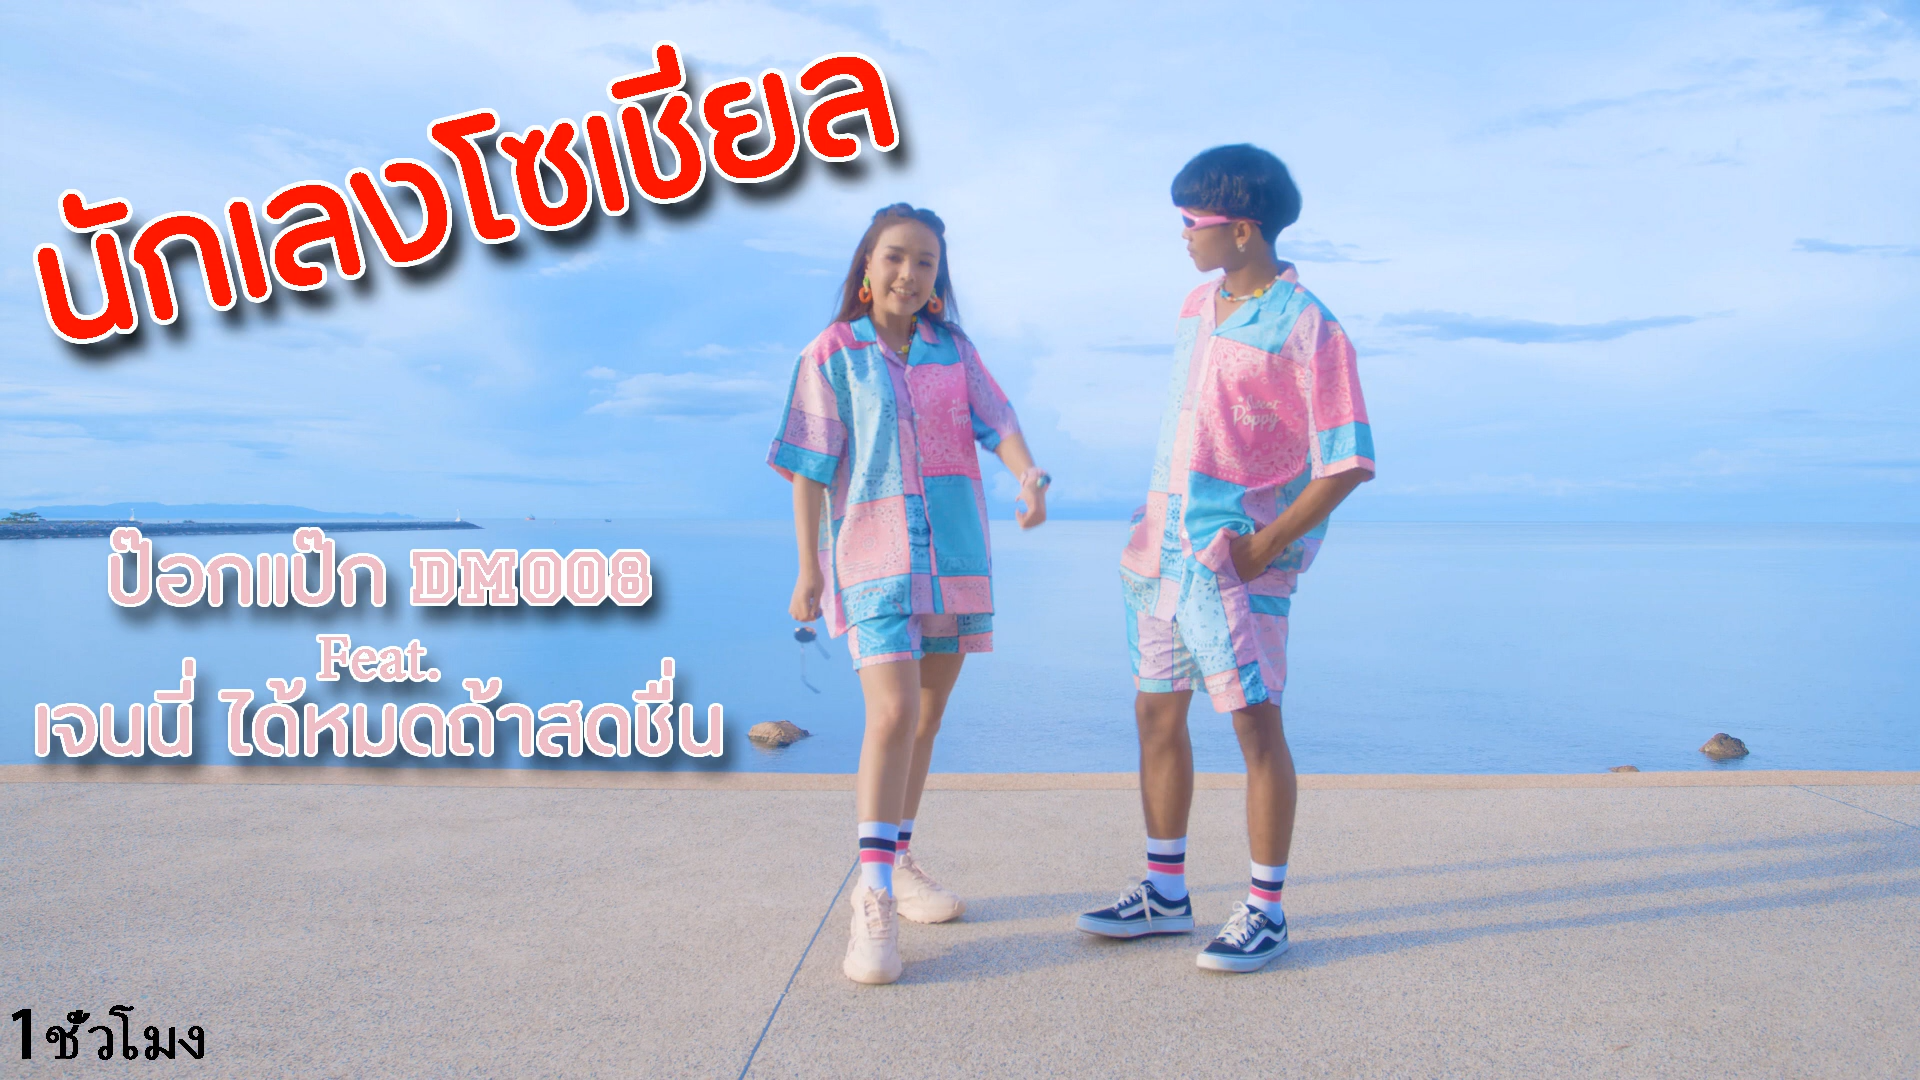 นักเลงโซเชียล
ป๊อกแป๊ก DM008
Feat.
เจนนี่ ได้หมดถ้าสดชื่น
Sweet
Poppy
1ชั่วโมง